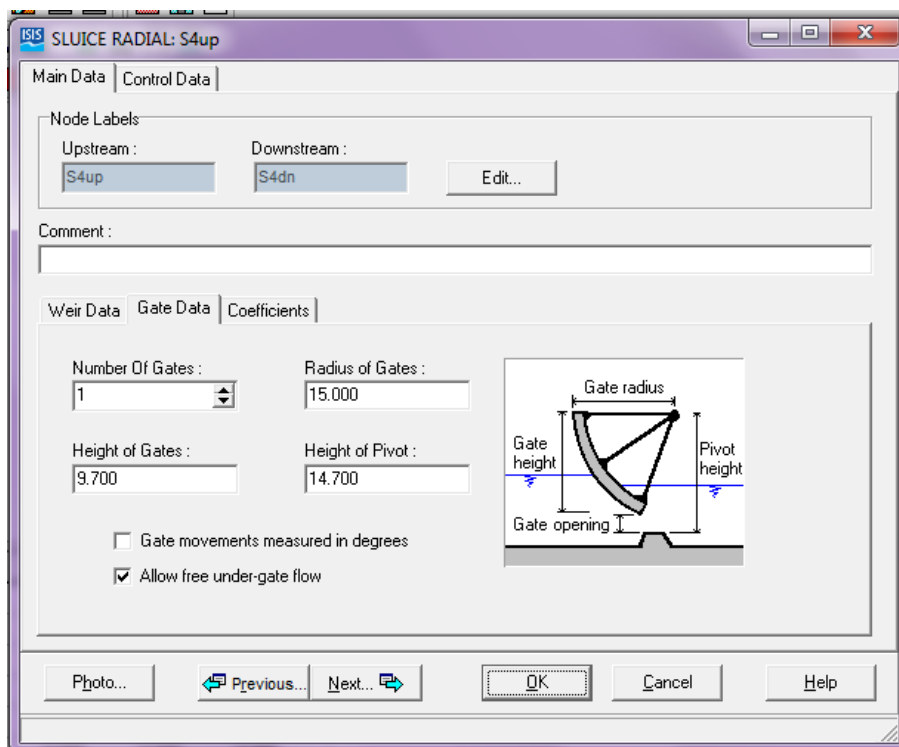 ISIS SLUICE RADIAL: S4up
Main Data Control Data
Node Labels
Upstream : Downstream :
S4up S4dn Edit...
Comment :
Weir Data Gate Data Coefficients
Number Of Gates : Radius of Gates :
1 15.000
Height of Gates : Height of Pivot :
9.700 14.700
Gate movements measured in degrees
Allow free under-gate flow
Gate radius
Gate height
Pivot height
Gate opening
Photo... Previous... Next... OK Cancel Help